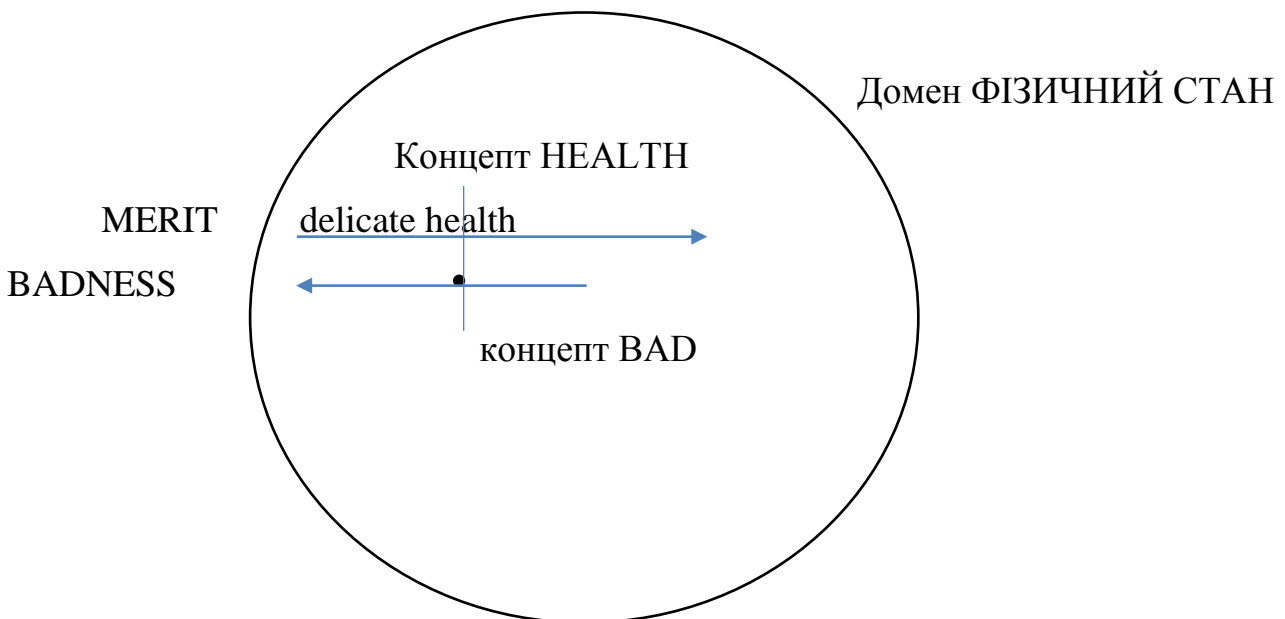 Домен ФІЗИЧНИЙ СТАН
Концепт HEALTH
MERIT delicate health
BADNESS
концепт BAD